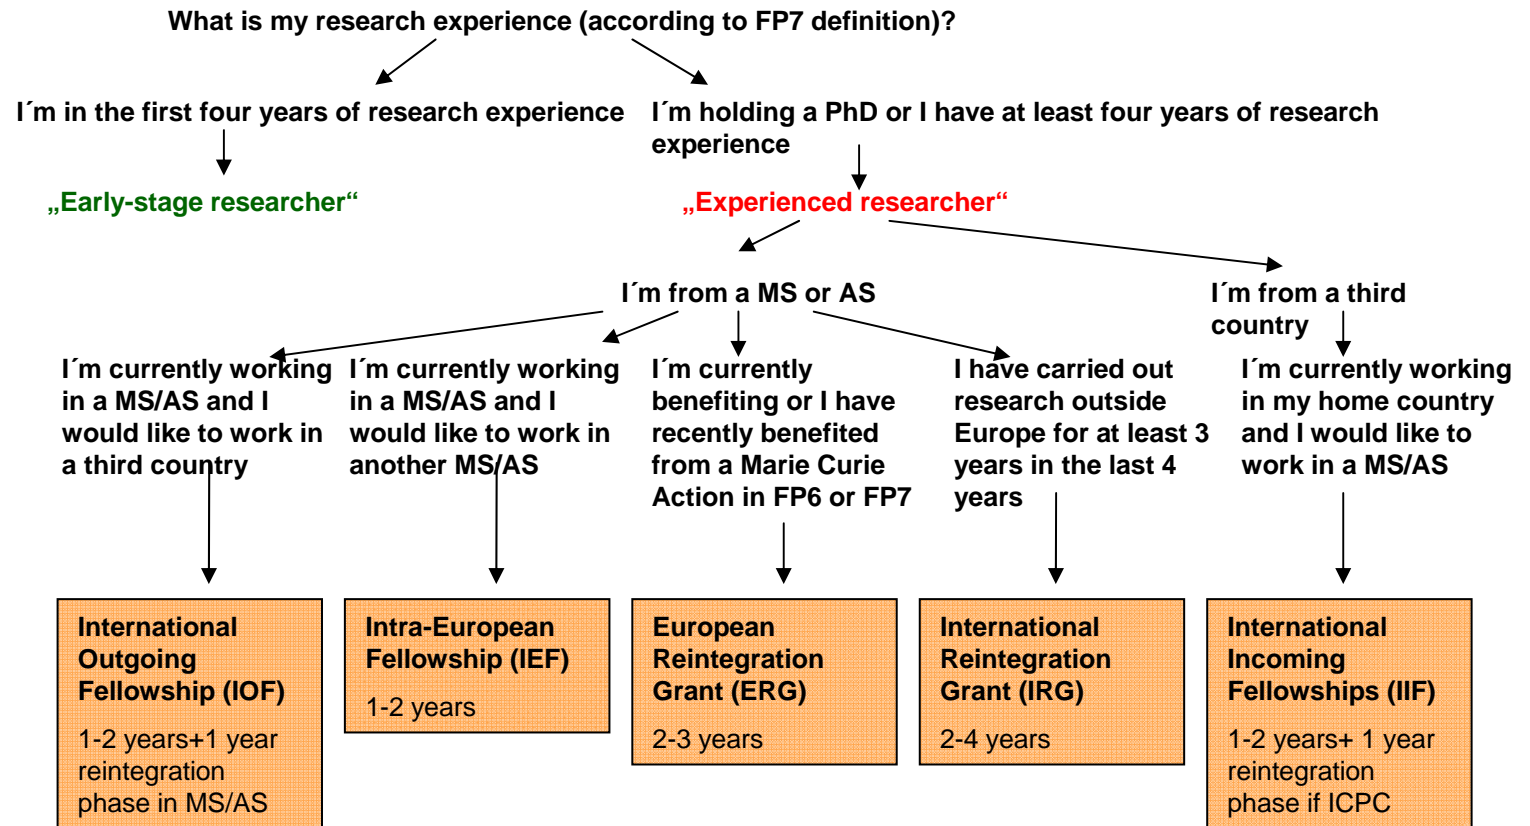 What is my research experience (according to FP7 definition)?
I´m in the first four years of research experience
I´m holding a PhD or I have at least four years of research
experience
„Early-stage researcher“
„Experienced researcher“
I´m from a MS or AS
I´m from a third
country
I´m currently working
in a MS/AS and I
would like to work in
a third country
I´m currently working
in a MS/AS and I
would like to work in
another MS/AS
I´m currently
benefiting or I have
recently benefited
from a Marie Curie
Action in FP6 or FP7
I have carried out
research outside
Europe for at least 3
years in the last 4
years
I´m currently working
in my home country
and I would like to
work in a MS/AS
International
Outgoing
Fellowship (IOF)
1-2 years+1 year
reintegration
phase in MS/AS
Intra-European
Fellowship (IEF)
1-2 years
European
Reintegration
Grant (ERG)
2-3 years
International
Reintegration
Grant (IRG)
2-4 years
International
Incoming
Fellowships (IIF)
1-2 years+ 1 year
reintegration
phase if ICPC